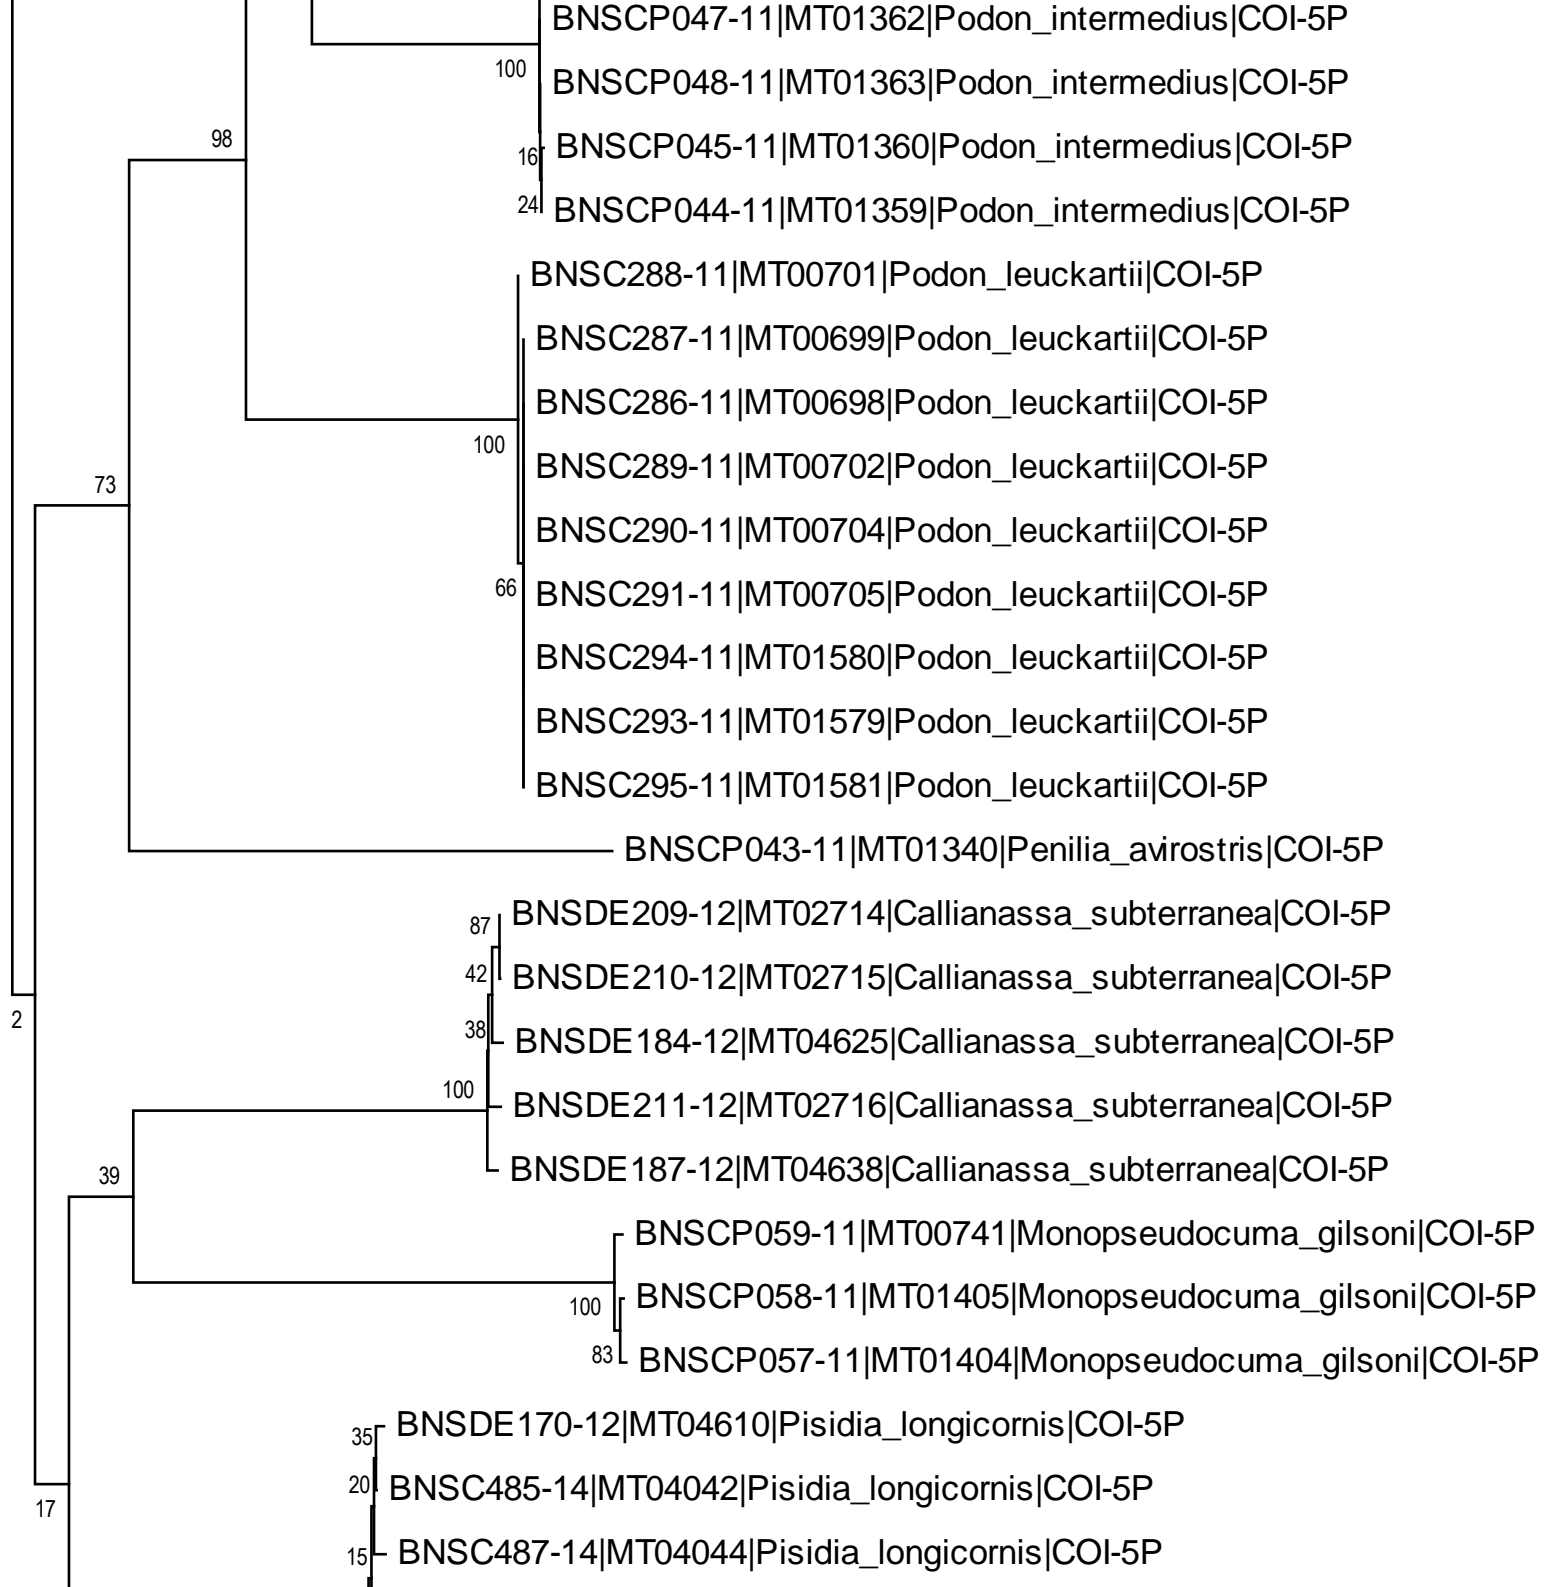 BNSCP047-11|MT01362|Podon_intermedius|COI-5P
100
BNSCP048-11|MT01363|Podon_intermedius|COI-5P
98
BNSCP045-11|MT01360|Podon_intermedius|COI-5P
16
24
BNSCP044-11|MT01359|Podon_intermedius|COI-5P
BNSC288-11|MT00701|Podon_leuckartii|COI-5P
BNSC287-11|MT00699|Podon_leuckartii|COI-5P
BNSC286-11|MT00698|Podon_leuckartii|COI-5P
100
BNSC289-11|MT00702|Podon_leuckartii|COI-5P
73
BNSC290-11|MT00704|Podon_leuckartii|COI-5P
66
BNSC291-11|MT00705|Podon_leuckartii|COI-5P
BNSC294-11|MT01580|Podon_leuckartii|COI-5P
BNSC293-11|MT01579|Podon_leuckartii|COI-5P
BNSC295-11|MT01581|Podon_leuckartii|COI-5P
BNSCP043-11|MT01340|Penilia_avirostris|COI-5P
87
BNSDE209-12|MT02714|Callianassa_subterranea|COI-5P
42
BNSDE210-12|MT02715|Callianassa_subterranea|COI-5P
2
38
BNSDE184-12|MT04625|Callianassa_subterranea|COI-5P
100
BNSDE211-12|MT02716|Callianassa_subterranea|COI-5P
39
BNSDE187-12|MT04638|Callianassa_subterranea|COI-5P
BNSCP059-11|MT00741|Monopseudocuma_gilsoni|COI-5P
100
BNSCP058-11|MT01405|Monopseudocuma_gilsoni|COI-5P
83
BNSCP057-11|MT01404|Monopseudocuma_gilsoni|COI-5P
35
BNSDE170-12|MT04610|Pisidia_longicornis|COI-5P
20
BNSC485-14|MT04042|Pisidia_longicornis|COI-5P
17
15
BNSC487-14|MT04044|Pisidia_longicornis|COI-5P